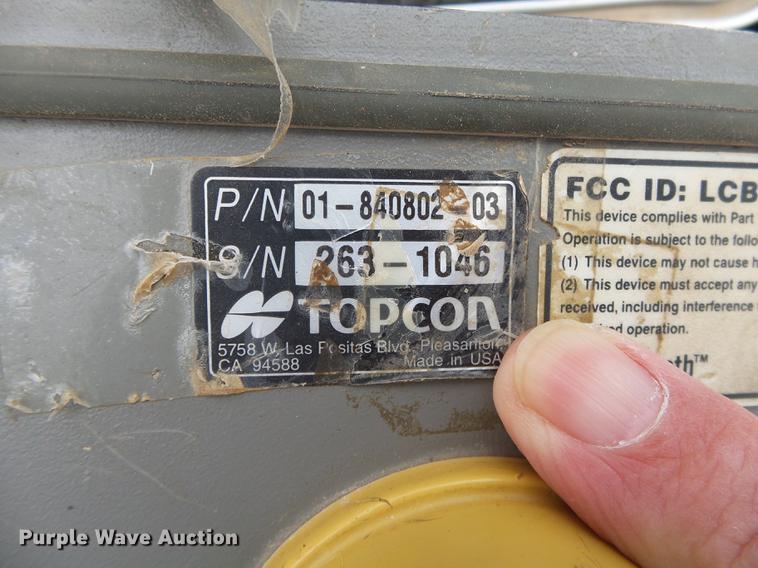 P/N 01-840802-03
S/N 263-1046
TOPCON
5758 W. Las Positas Blvd. Pleasanton,
CA 94588 Made in USA
FCC ID: LCB
This device complies with Part
Operation is subject to the follo
(1) This device may not cause h
(2) This device must accept any
received, including interference
operation.
Purple Wave Auction